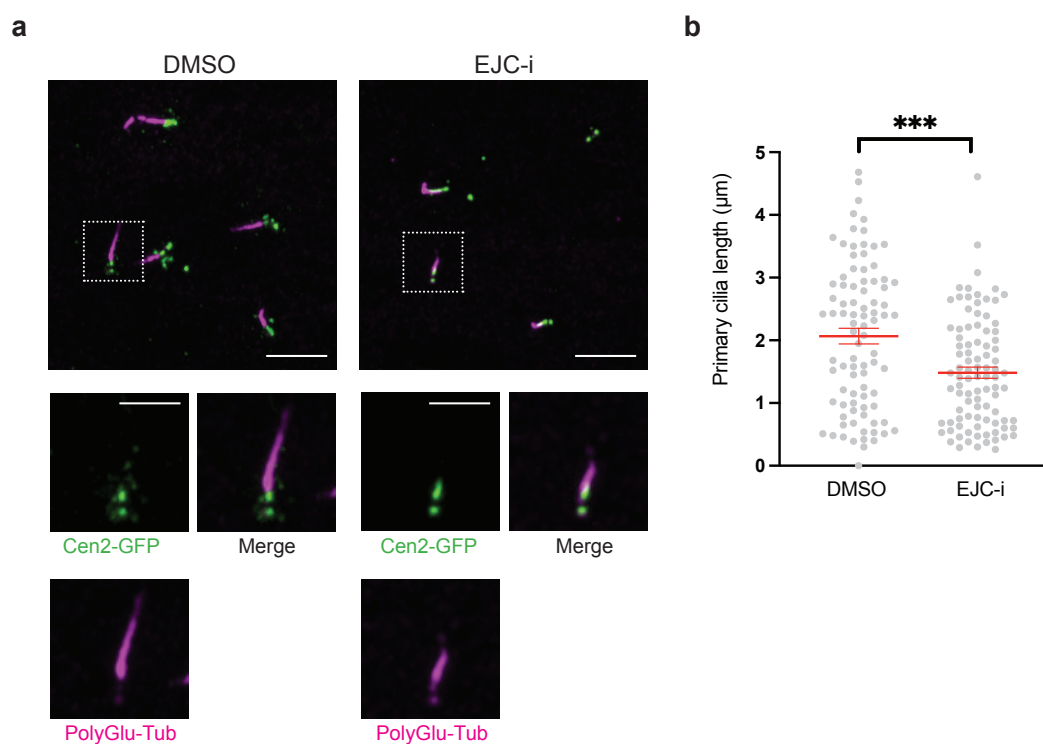 a
DMSO
EJC-i
Cen2-GFP
Merge
Cen2-GFP
Merge
PolyGlu-Tub
PolyGlu-Tub
b
***
Primary cilia length (μm)
5
4
3
2
1
0
DMSO
EJC-i